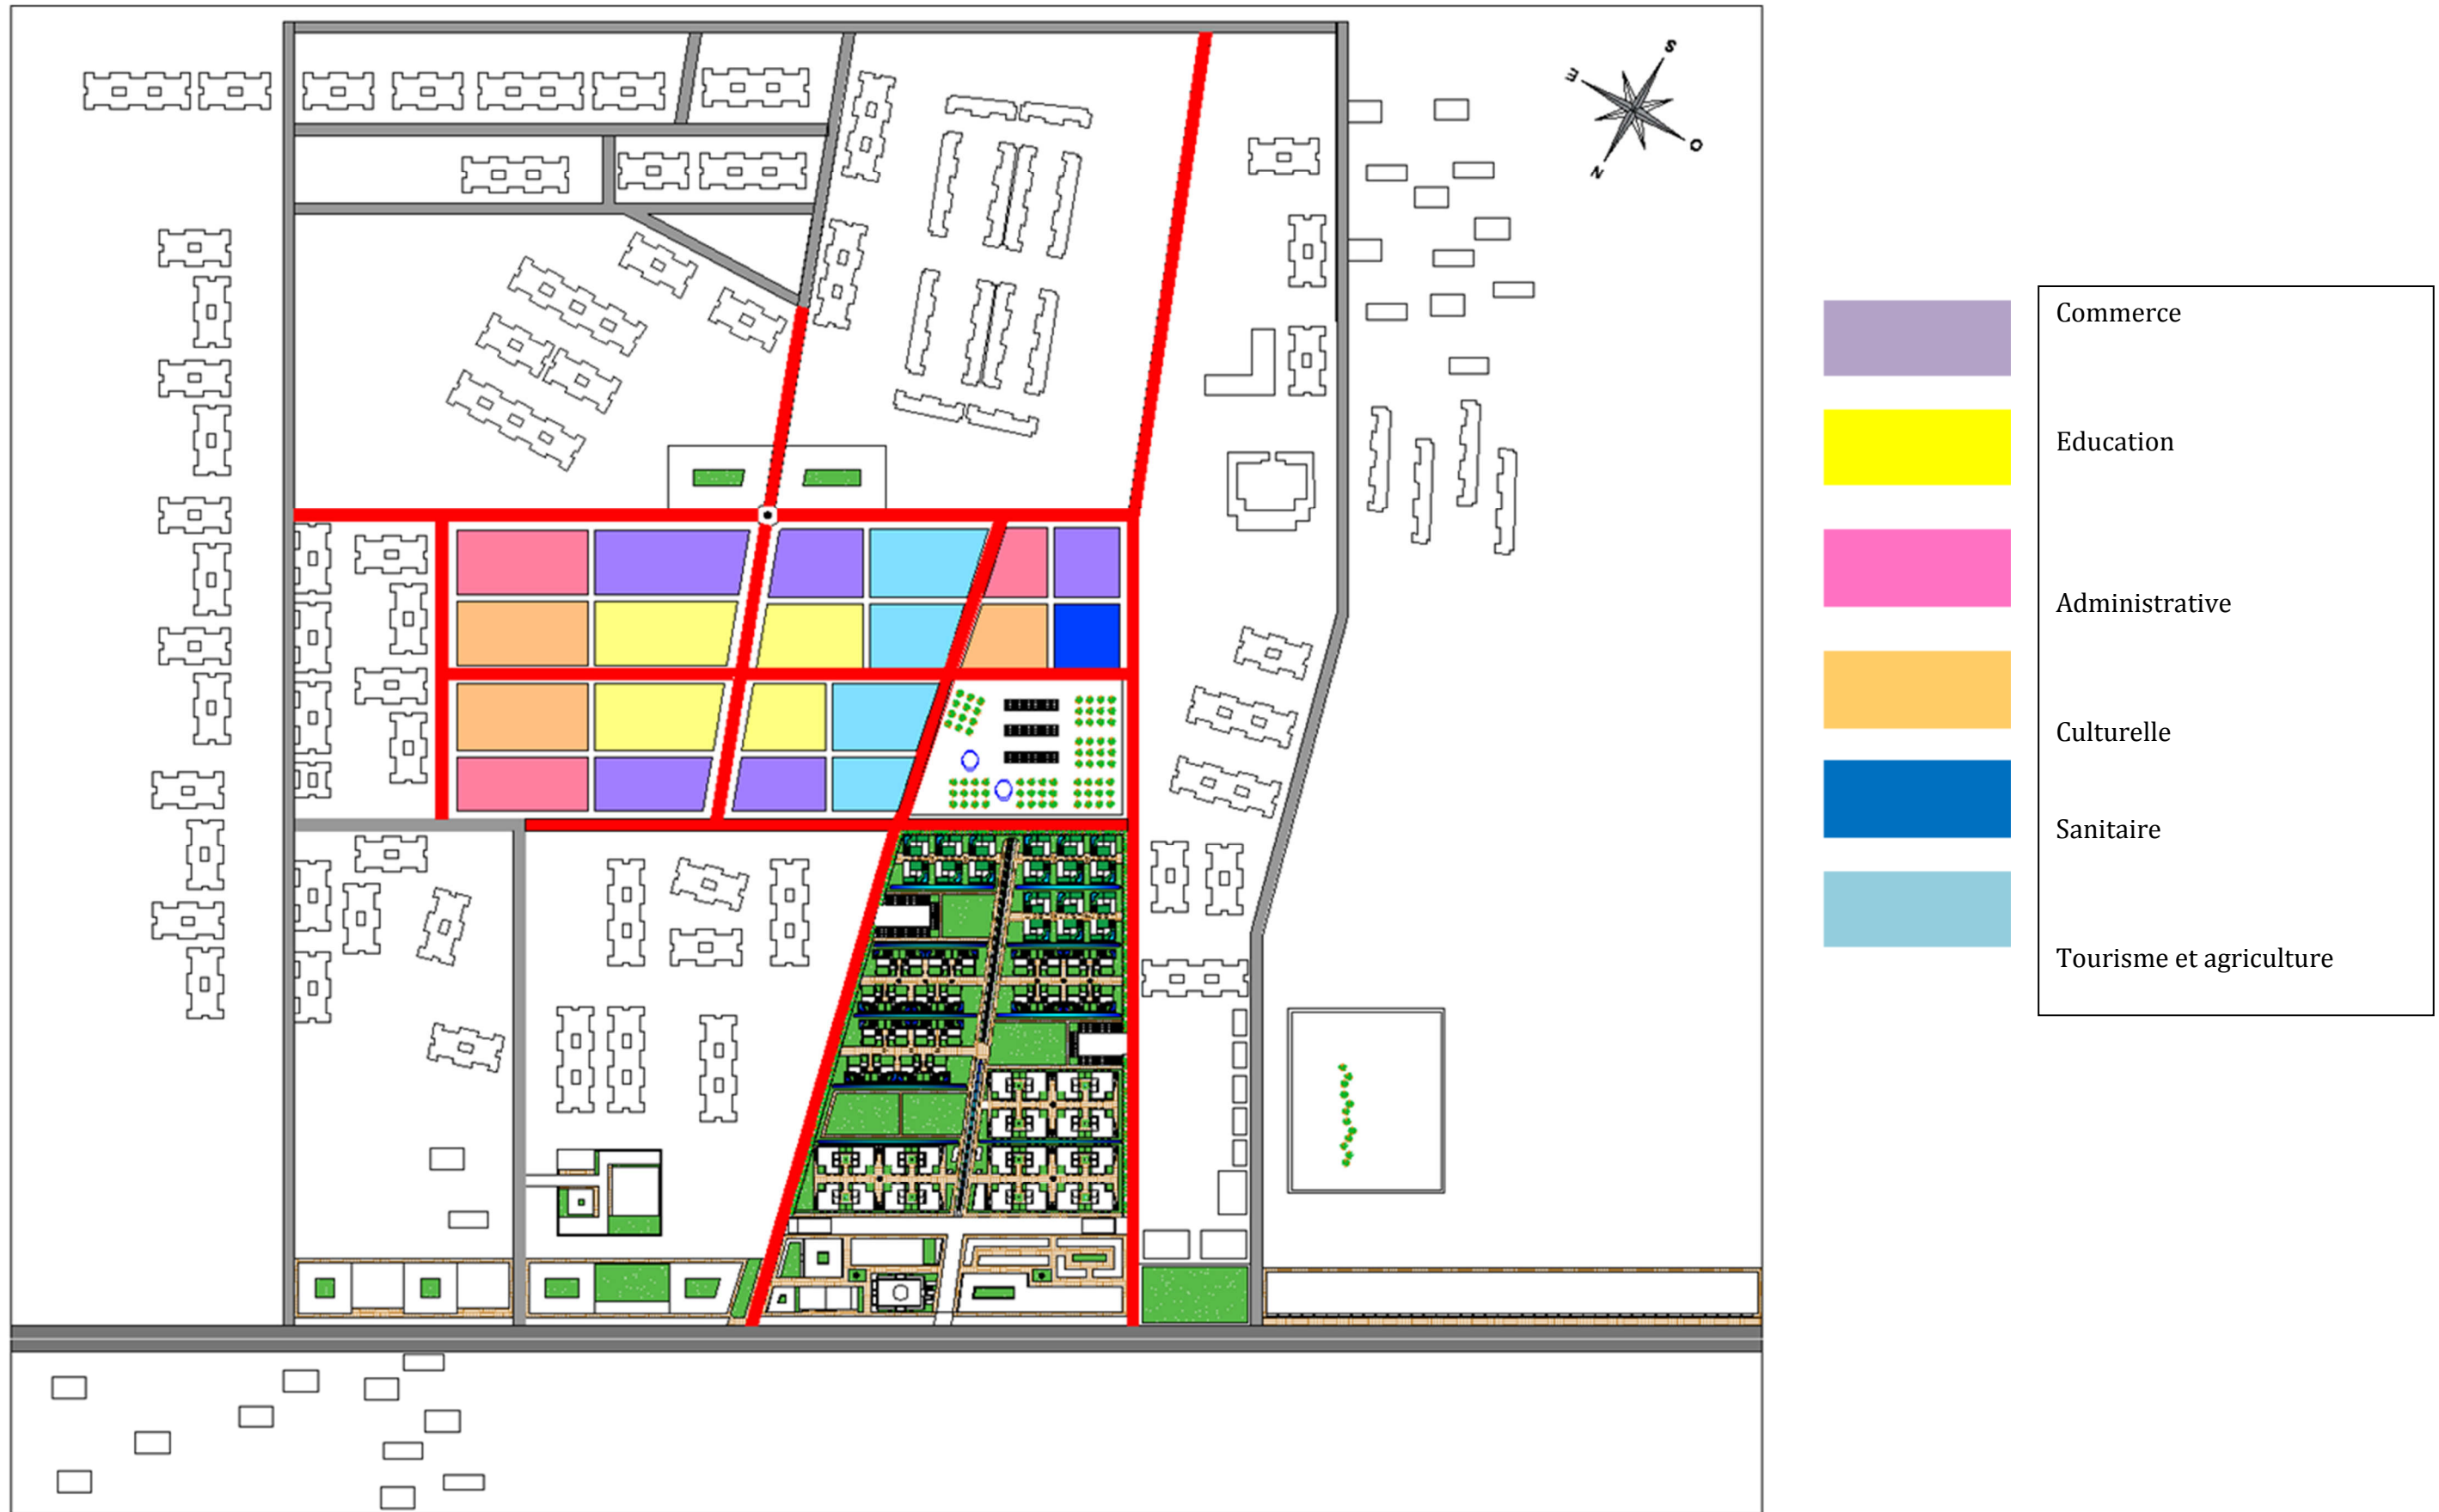 S
E
O
N
Commerce
Education
Administrative
Culturelle
Sanitaire
Tourisme et agriculture